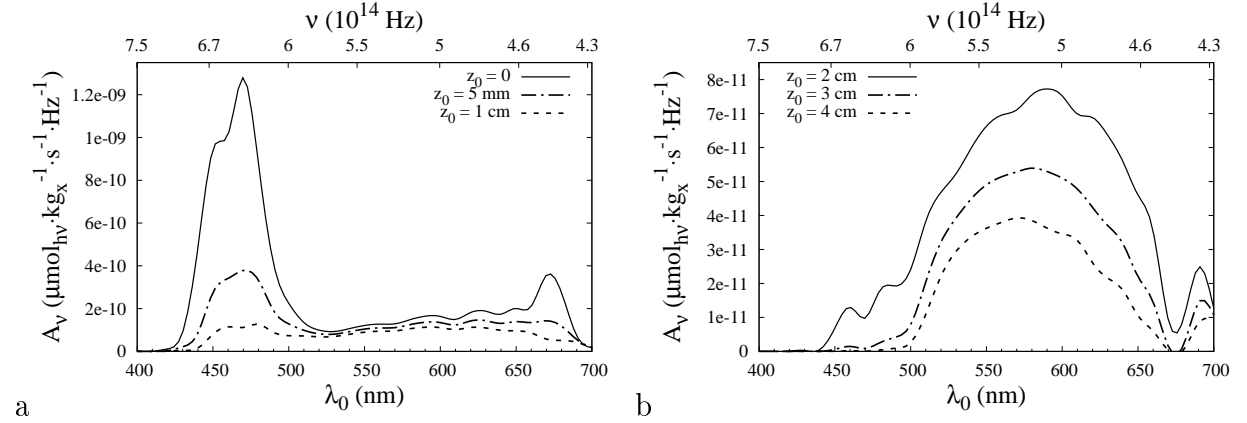 ν (10^14 Hz)
7.5 6.7 6 5.5 5 4.6 4.3
z_0 = 0
z_0 = 5 mm
z_0 = 1 cm
A_ν (μmol_hν·kg_x^-1·s^-1·Hz^-1)
1.2e-09
1e-09
8e-10
6e-10
4e-10
2e-10
0
400 450 500 550 600 650 700
λ_0 (nm)
a
ν (10^14 Hz)
7.5 6.7 6 5.5 5 4.6 4.3
z_0 = 2 cm
z_0 = 3 cm
z_0 = 4 cm
A_ν (μmol_hν·kg_x^-1·s^-1·Hz^-1)
8e-11
7e-11
6e-11
5e-11
4e-11
3e-11
2e-11
1e-11
0
400 450 500 550 600 650 700
λ_0 (nm)
b